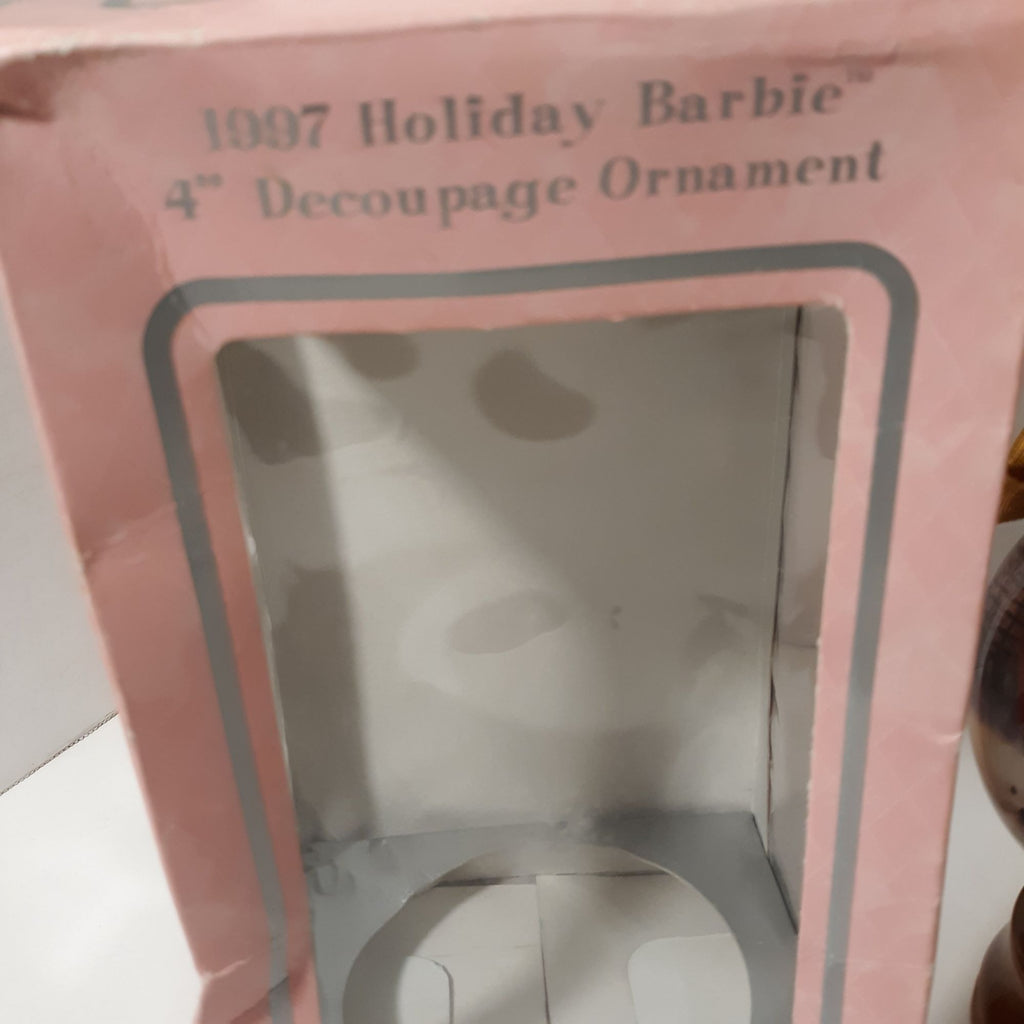 1997 Holiday Barbie™
4" Decoupage Ornament